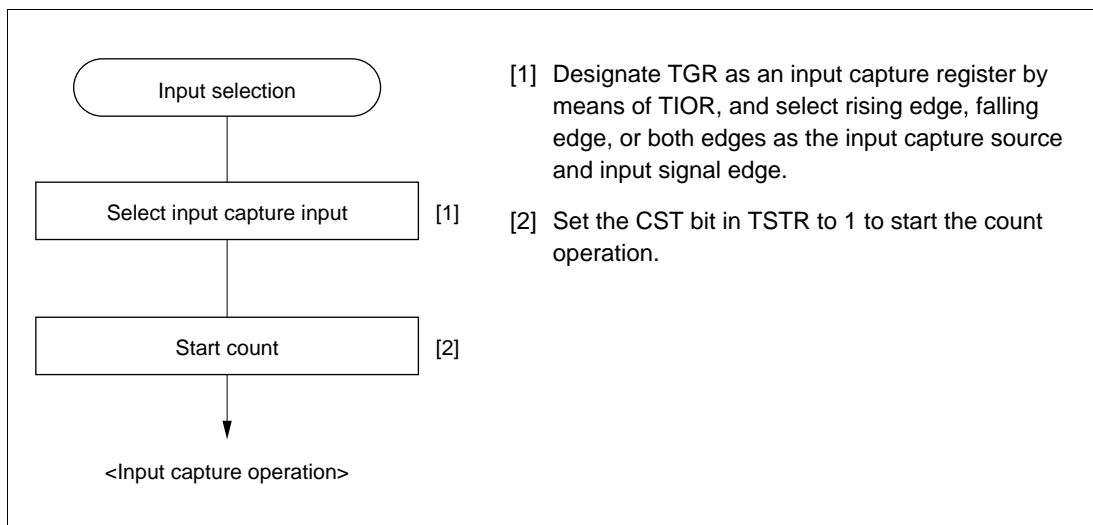 Input selection
Select input capture input [1]
Start count [2]
<Input capture operation>
[1] Designate TGR as an input capture register by
means of TIOR, and select rising edge, falling
edge, or both edges as the input capture source
and input signal edge.
[2] Set the CST bit in TSTR to 1 to start the count
operation.